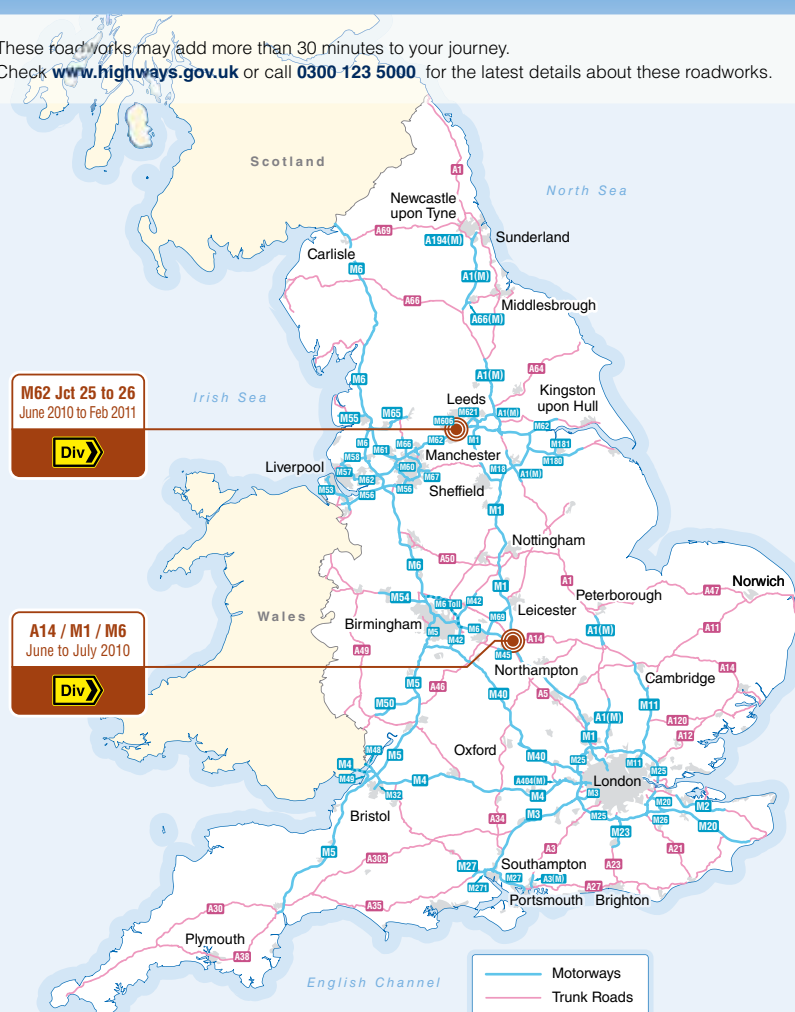 These roadworks may add more than 30 minutes to your journey.
Check www.highways.gov.uk or call 0300 123 5000 for the latest details about these roadworks.
Scotland
North Sea
A1
Newcastle
upon Tyne
A69
A194(M)
Sunderland
Carlisle
M6
A1(M)
A66
Middlesbrough
A66(M)
A64
M6
A1(M)
M62 Jct 25 to 26
June 2010 to Feb 2011
Div
Irish Sea
Leeds
Kingston
upon Hull
M55
M65
M606
M621
A1(M)
M62
M6
M61
M66
M62
M1
M181
M58
Manchester
M180
Liverpool
M57
M60
M18
A1(M)
M62
M67
M53
M56
M56
Sheffield
M1
Nottingham
A50
M6
M1
A1
Peterborough
A47
Norwich
M54
M6 Toll
M42
Leicester
Wales
Birmingham
M69
A1(M)
A11
M5
M6
M42
A14
A14 / M1 / M6
June to July 2010
Div
A49
M45
Northampton
A14
Cambridge
M5
A46
M40
A5
M11
M50
A1(M)
A120
A12
M1
M48
M5
Oxford
M40
M25
M11
M25
M4
M49
M4
A404(M)
London
M32
M4
M3
M20
M2
Bristol
A34
M3
M25
M26
M20
M23
M5
A303
A3
A21
M27
Southampton
A23
M271
M27
A3(M)
A27
A30
A35
Portsmouth
Brighton
Plymouth
A38
English Channel
Motorways
Trunk Roads